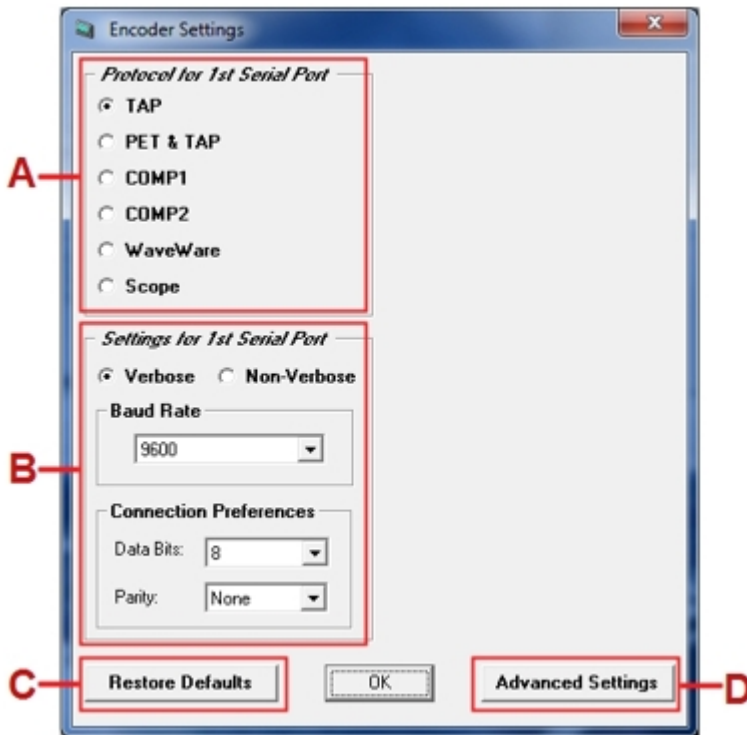 Encoder Settings
Protocol for 1st Serial Port
TAP
PET & TAP
A
COMP1
COMP2
WaveWare
Scope
Settings for 1st Serial Port
Verbose Non-Verbose
Baud Rate
9600
B
Connection Preferences
Data Bits: 8
Parity: None
C
Restore Defaults OK Advanced Settings
D